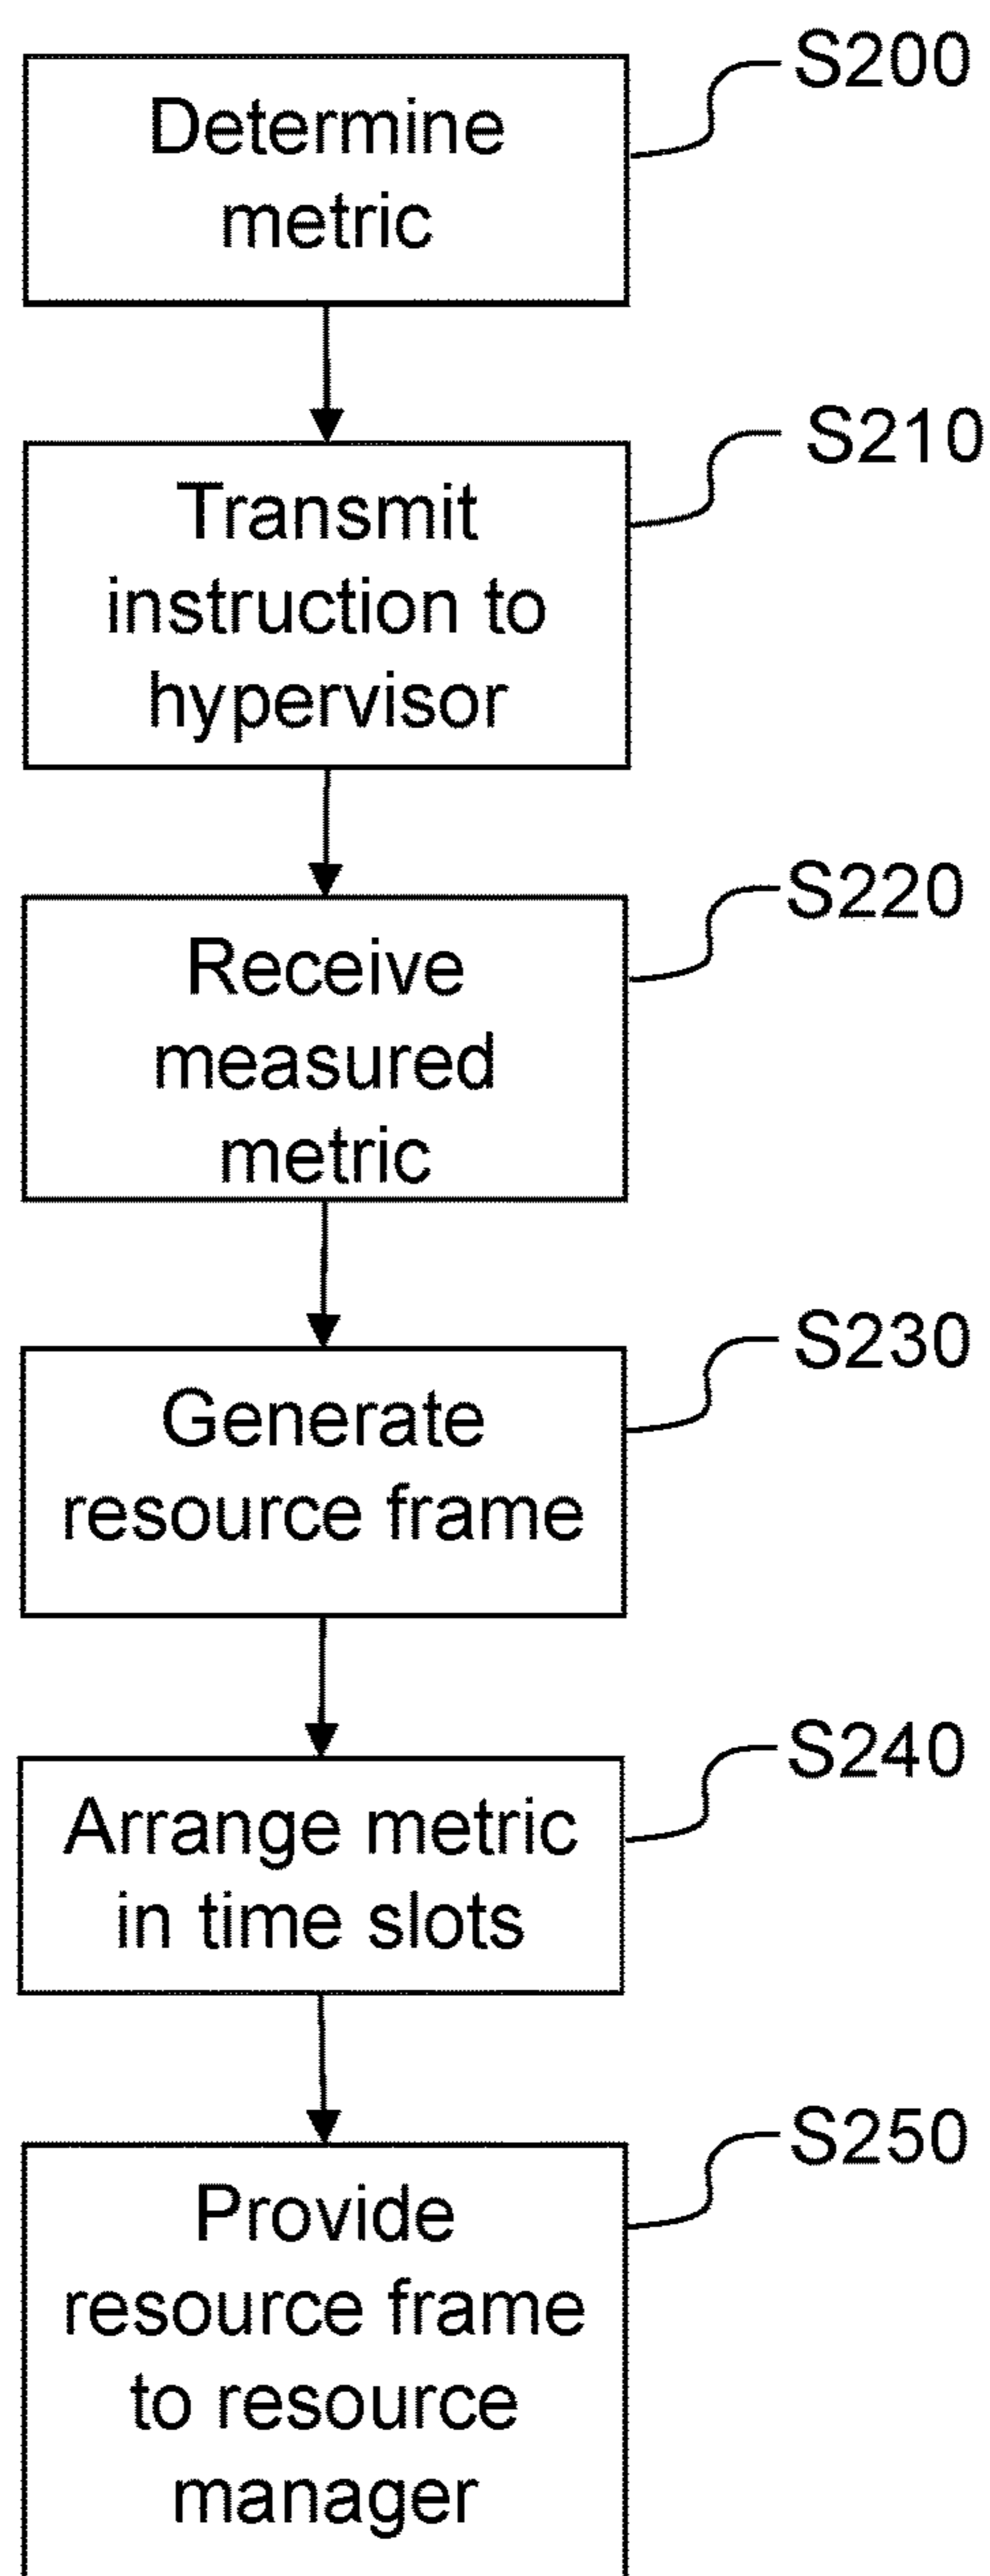 S200
Determine
metric
S210
Transmit
instruction to
hypervisor
S220
Receive
measured
metric
S230
Generate
resource frame
S240
Arrange metric
in time slots
S250
Provide
resource frame
to resource
manager